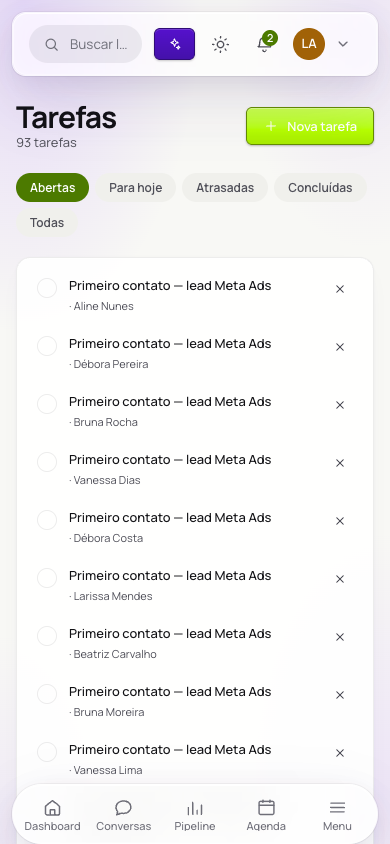 Buscar l...
2
LA
Tarefas
93 tarefas
Nova tarefa
Abertas
Para hoje
Atrasadas
Concluídas
Todas
Primeiro contato — lead Meta Ads
· Aline Nunes
Primeiro contato — lead Meta Ads
· Débora Pereira
Primeiro contato — lead Meta Ads
· Bruna Rocha
Primeiro contato — lead Meta Ads
· Vanessa Dias
Primeiro contato — lead Meta Ads
· Débora Costa
Primeiro contato — lead Meta Ads
· Larissa Mendes
Primeiro contato — lead Meta Ads
· Beatriz Carvalho
Primeiro contato — lead Meta Ads
· Bruna Moreira
Primeiro contato — lead Meta Ads
· Vanessa Lima
Dashboard
Conversas
Pipeline
Agenda
Menu